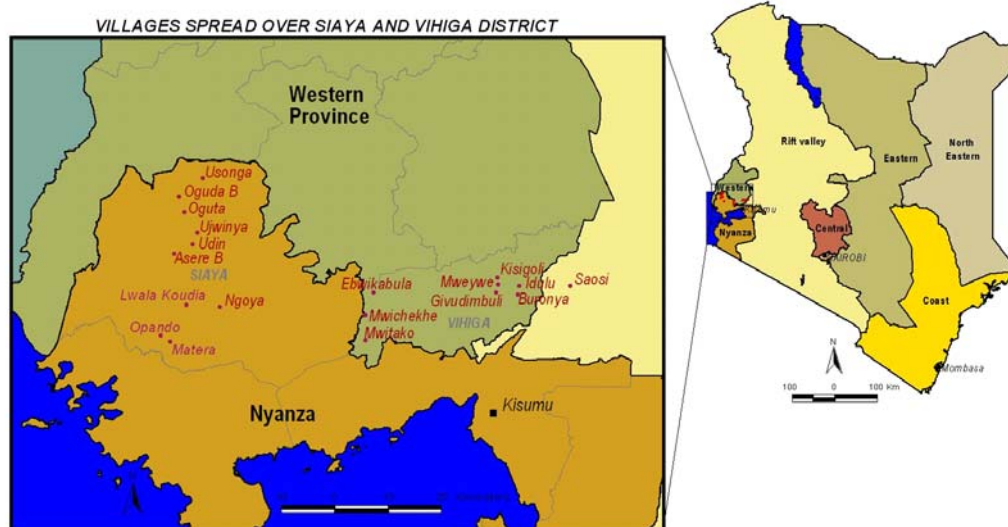 VILLAGES SPREAD OVER SIAYA AND VIHIGA DISTRICT
Western
Province
Usonga
Oguda B
Oguta
Ujwinya
Udin
Asere B
SIAYA
Lwala Koudia
Ngoya
Opando
Matera
Ebwikabula
Mwichekhe
Mwitako
VIHIGA
Kisigoli
Mweywe
Idulu
Givudimbuli
Buronya
Saosi
Nyanza
Kisumu
N
Rift valley
Eastern
North
Eastern
Western
Nyanza
Central
Coast
Mombasa
N
100 0 100 Km